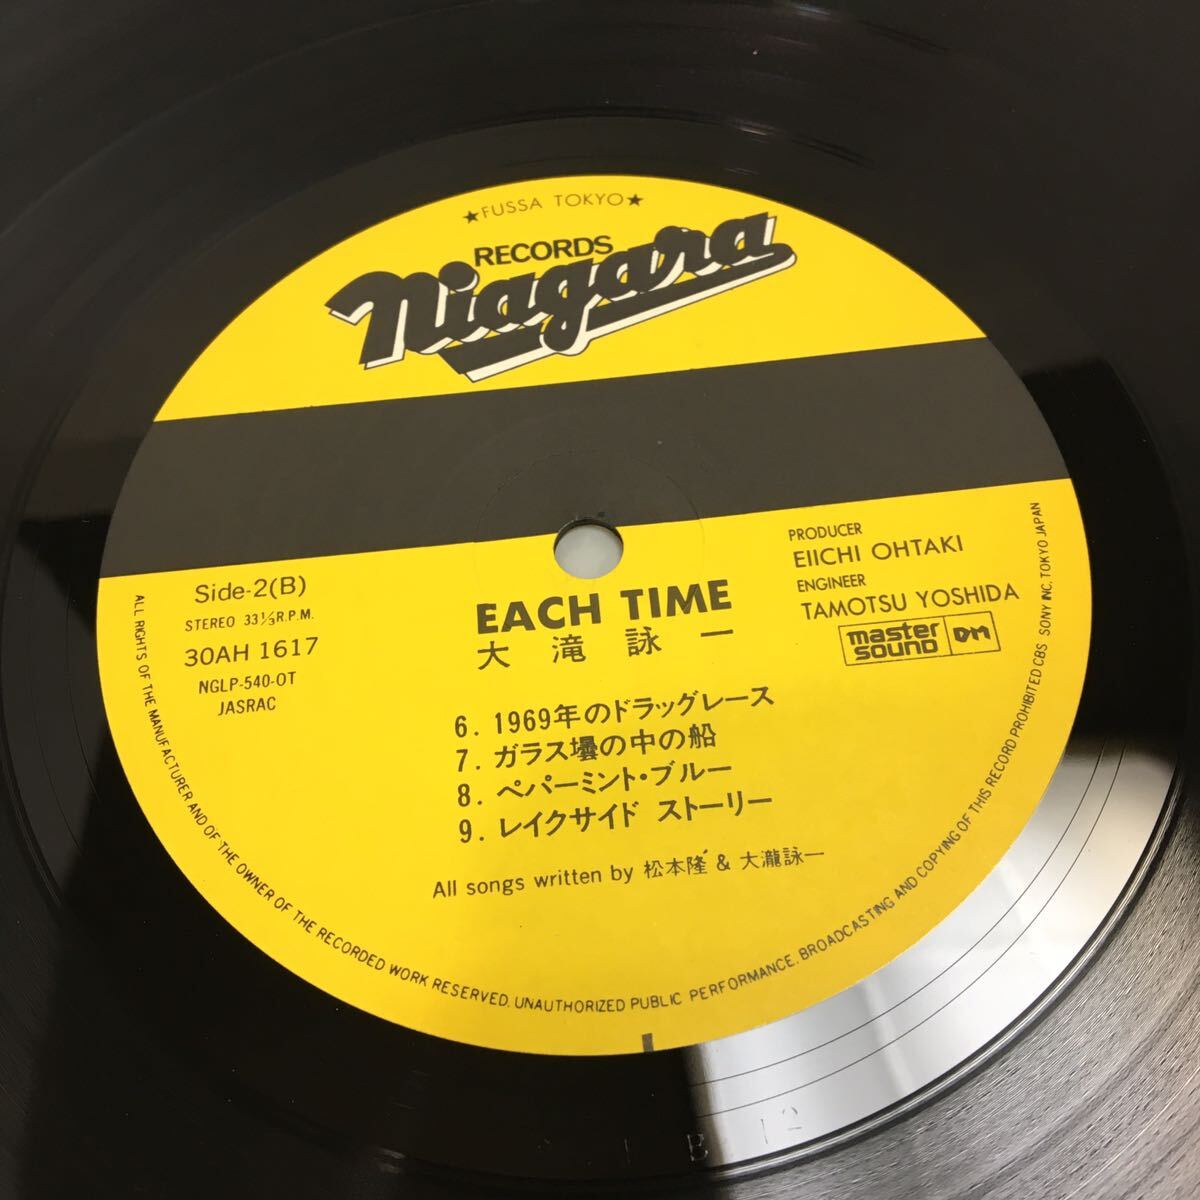 ★FUSSA TOKYO★
RECORDS
Niagara
Side-2(B)
STEREO 33⅓R.P.M.
30AH 1617
NGLP-540-OT
JASRAC
PRODUCER
EIICHI OHTAKI
ENGINEER
TAMOTSU YOSHIDA
master sound DM
EACH TIME
大滝詠一
6. 1969年のドラッグレース
7. ガラス壜の中の船
8. ペパーミント・ブルー
9. レイクサイド ストーリー
All songs written by 松本隆 & 大瀧詠一
ALL RIGHTS OF THE MANUFACTURER AND OF THE OWNER OF THE RECORDED WORK RESERVED. UNAUTHORIZED PUBLIC PERFORMANCE. BROADCASTING AND COPYING OF THIS RECORD PROHIBITED CBS SONY INC. TOKYO JAPAN
1 B 12